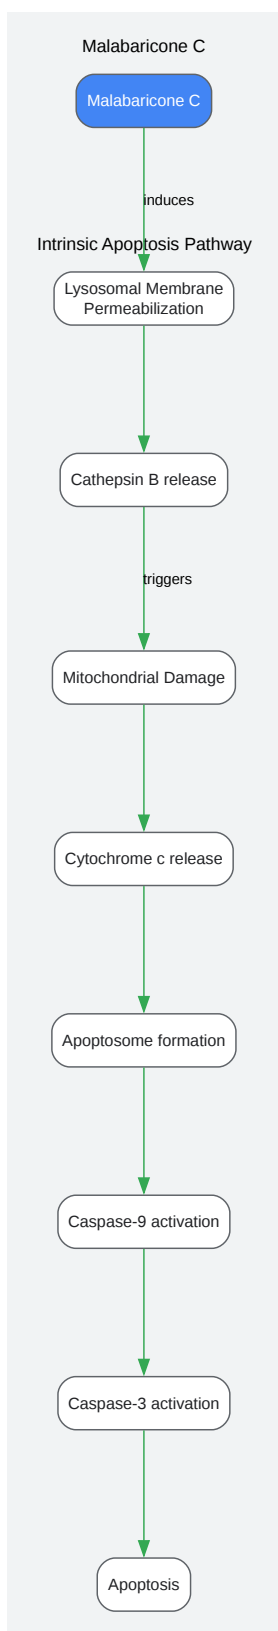 Malabaricone C
Malabaricone C
induces
Intrinsic Apoptosis Pathway
Lysosomal Membrane
Permeabilization
Cathepsin B release
triggers
Mitochondrial Damage
Cytochrome c release
Apoptosome formation
Caspase-9 activation
Caspase-3 activation
Apoptosis